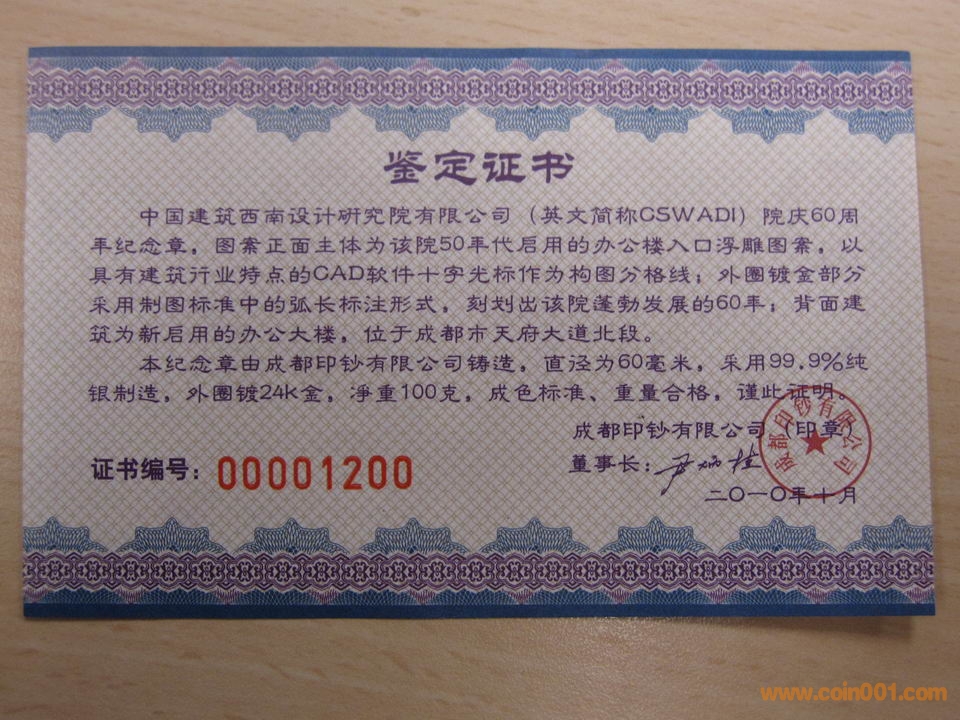 鉴定证书
中国建筑西南设计研究院有限公司（英文简称CSWADI）院庆60周
年纪念章，图案正面主体为该院50年代启用的办公楼入口浮雕图案，以
具有建筑行业特点的CAD软件十字光标作为构图分格线；外圈镀金部分
采用制图标准中的弧长标注形式，刻划出该院蓬勃发展的60年；背面建
筑为新启用的办公大楼，位于成都市天府大道北段。
本纪念章由成都印钞有限公司铸造，直径为60毫米，采用99.9%纯
银制造，外圈镀24K金，净重100克，成色标准、重量合格，谨此证明。
成都印钞有限公司（印章）
成都印钞有限公司
证书编号：00001200
董事长：尹炳柱
二〇一〇年十月
www.coin001.com